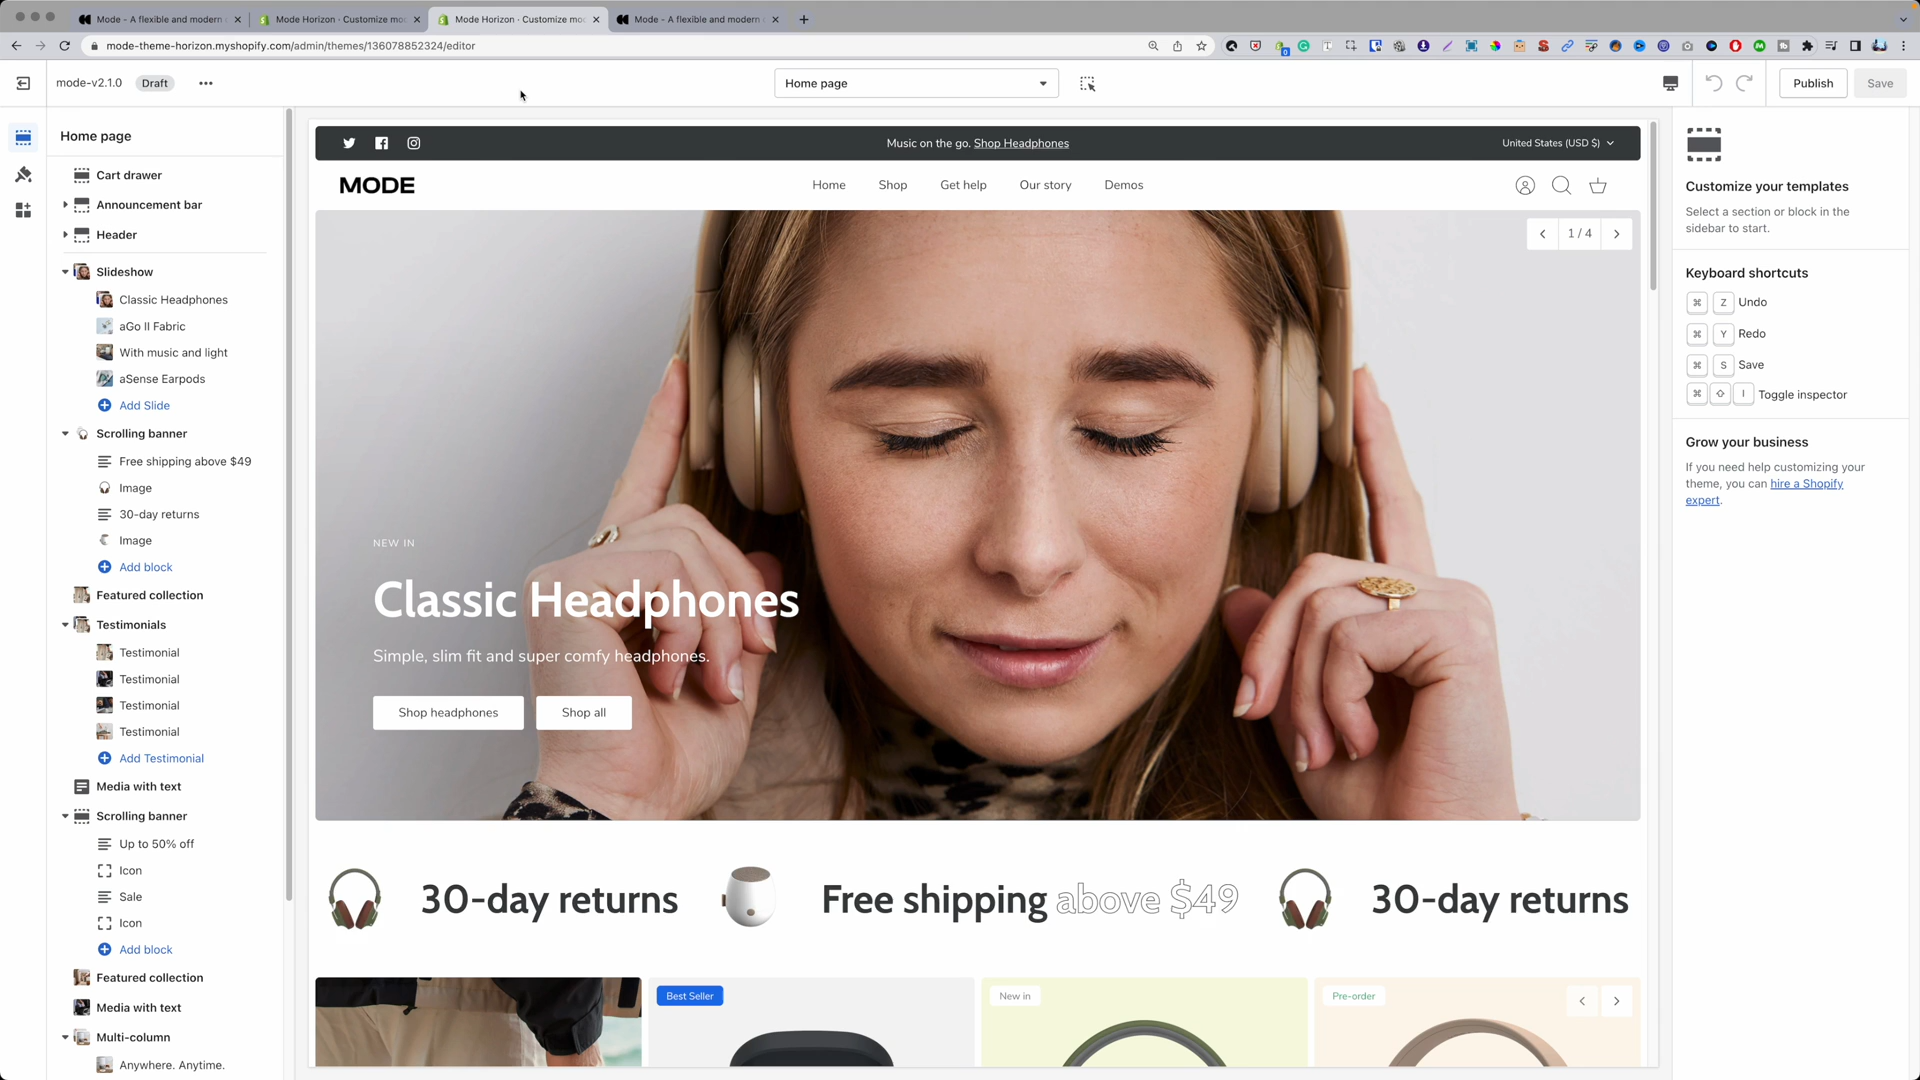 Mode - A flexible and modern
Mode Horizon · Customize mo
Mode Horizon · Customize mo
Mode - A flexible and modern
mode-theme-horizon.myshopify.com/admin/themes/136078852324/editor
mode-v2.1.0
Draft
Home page
Publish
Save
Home page
Cart drawer
Announcement bar
Header
Slideshow
Classic Headphones
aGo II Fabric
With music and light
aSense Earpods
Add Slide
Scrolling banner
Free shipping above $49
Image
30-day returns
Image
Add block
Featured collection
Testimonials
Testimonial
Testimonial
Testimonial
Testimonial
Add Testimonial
Media with text
Scrolling banner
Up to 50% off
Icon
Sale
Icon
Add block
Featured collection
Media with text
Multi-column
Anywhere. Anytime.
Music on the go. Shop Headphones
United States (USD $)
MODE
Home
Shop
Get help
Our story
Demos
1 / 4
NEW IN
Classic Headphones
Simple, slim fit and super comfy headphones.
Shop headphones
Shop all
30-day returns
Free shipping above $49
30-day returns
Best Seller
New in
Pre-order
Customize your templates
Select a section or block in the
sidebar to start.
Keyboard shortcuts
⌘ Z Undo
⌘ Y Redo
⌘ S Save
⌘ ⇧ I Toggle inspector
Grow your business
If you need help customizing your
theme, you can hire a Shopify
expert.